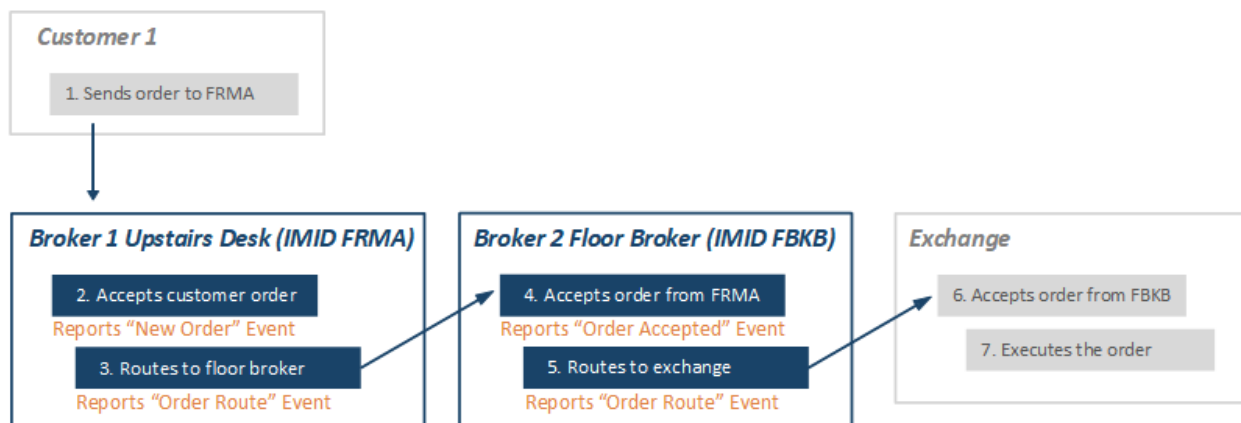 Customer 1
1. Sends order to FRMA
Broker 1 Upstairs Desk (IMID FRMA)
2. Accepts customer order
Reports “New Order” Event
3. Routes to floor broker
Reports “Order Route” Event
Broker 2 Floor Broker (IMID FBKB)
4. Accepts order from FRMA
Reports “Order Accepted” Event
5. Routes to exchange
Reports “Order Route” Event
Exchange
6. Accepts order from FBKB
7. Executes the order